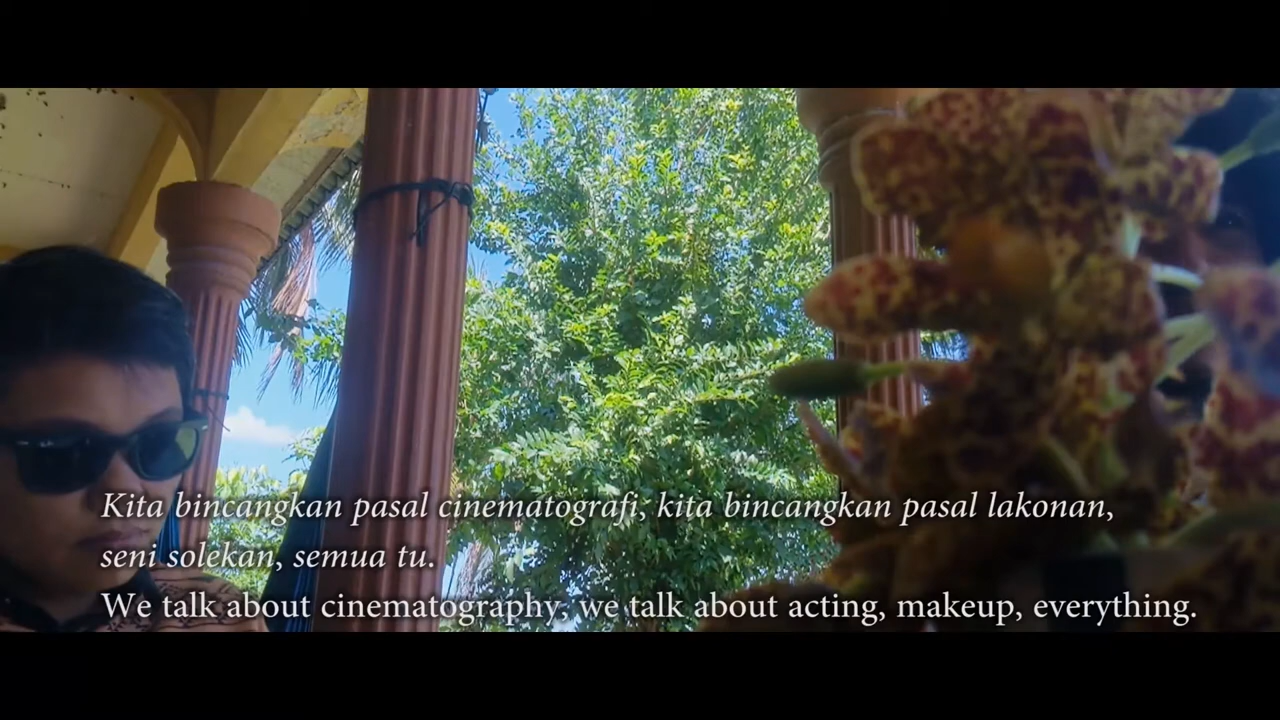 Kita bincangkan pasal cinematografi, kita bincangkan pasal lakonan,
seni solekan, semua tu.
We talk about cinematography, we talk about acting, makeup, everything.